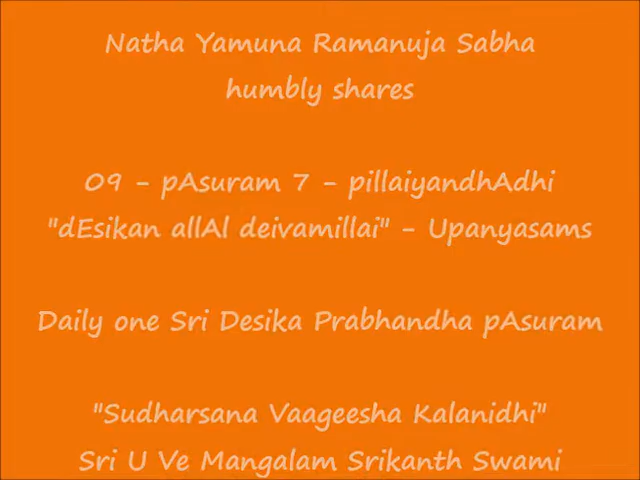 Natha Yamuna Ramanuja Sabha
humbly shares
09 - pAsuram 7 - pillaiyandhAdhi
"dEsikan allAl deivamillai" - Upanyasams
Daily one Sri Desika Prabhandha pAsuram
"Sudharsana Vaageesha Kalanidhi"
Sri U Ve Mangalam Srikanth Swami